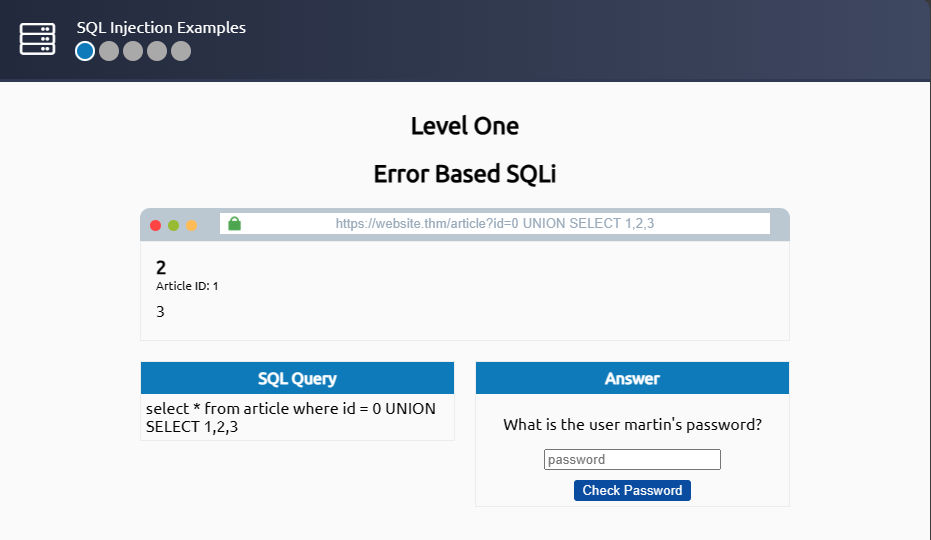 SQL Injection Examples
Level One
Error Based SQLi
https://website.thm/article?id=0 UNION SELECT 1,2,3
2
Article ID: 1
3
SQL Query
select * from article where id = 0 UNION
SELECT 1,2,3
Answer
What is the user martin's password?
password
Check Password